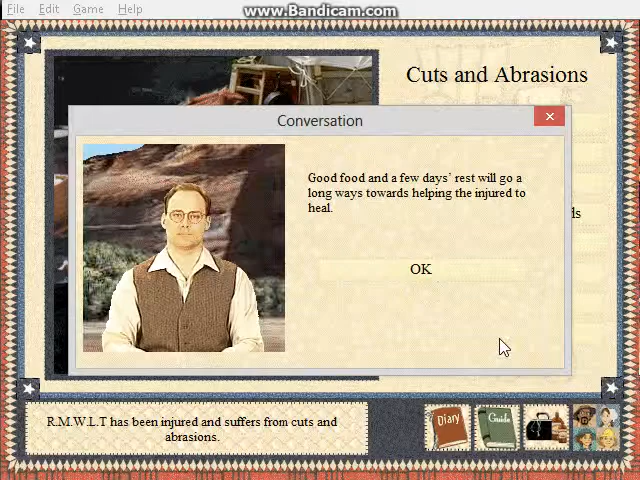 www.Bandicam.com
File Edit Game Help
Cuts and Abrasions
Conversation
Good food and a few days' rest will go a
long ways towards helping the injured to
heal.
ds
OK
R.M.W.L.T has been injured and suffers from cuts and
abrasions.
Diary
Guide